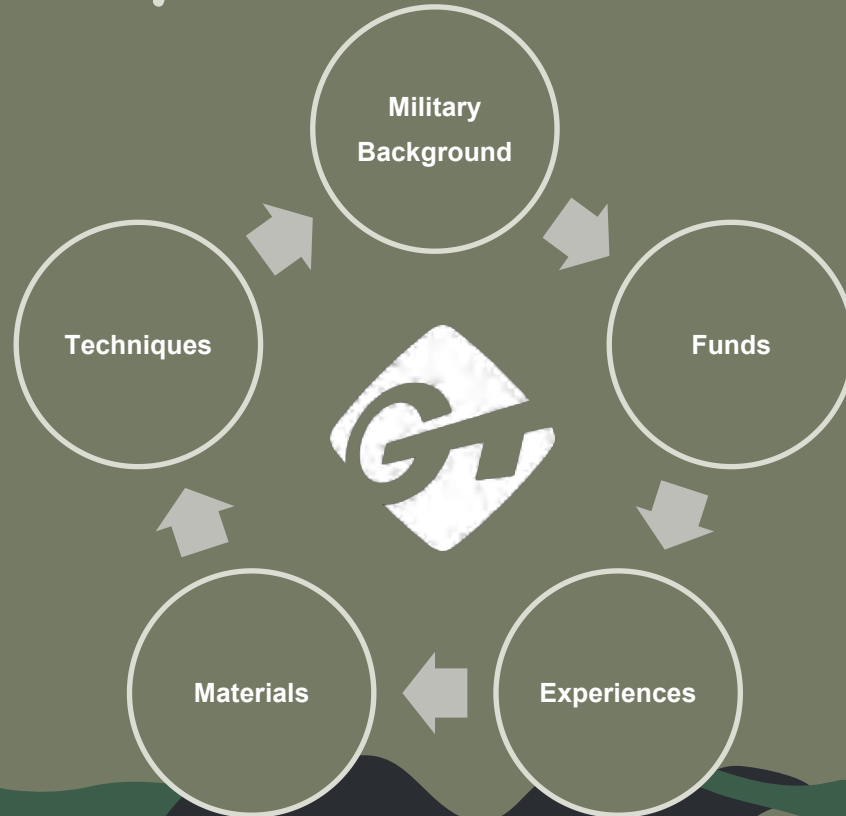 Military
Background
Techniques
Funds
Materials
Experiences